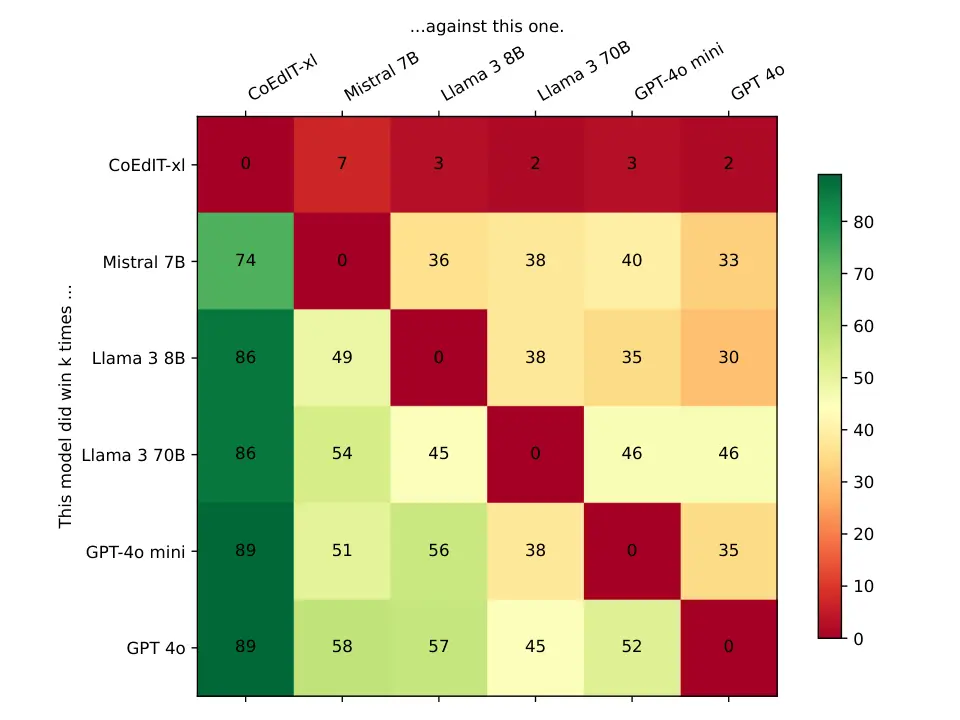 ...against this one.
CoEdIT-xl Mistral 7B Llama 3 8B Llama 3 70B GPT-4o mini GPT 4o
This model did win k times ...
CoEdIT-xl 0 7 3 2 3 2
Mistral 7B 74 0 36 38 40 33
Llama 3 8B 86 49 0 38 35 30
Llama 3 70B 86 54 45 0 46 46
GPT-4o mini 89 51 56 38 0 35
GPT 4o 89 58 57 45 52 0
80
70
60
50
40
30
20
10
0